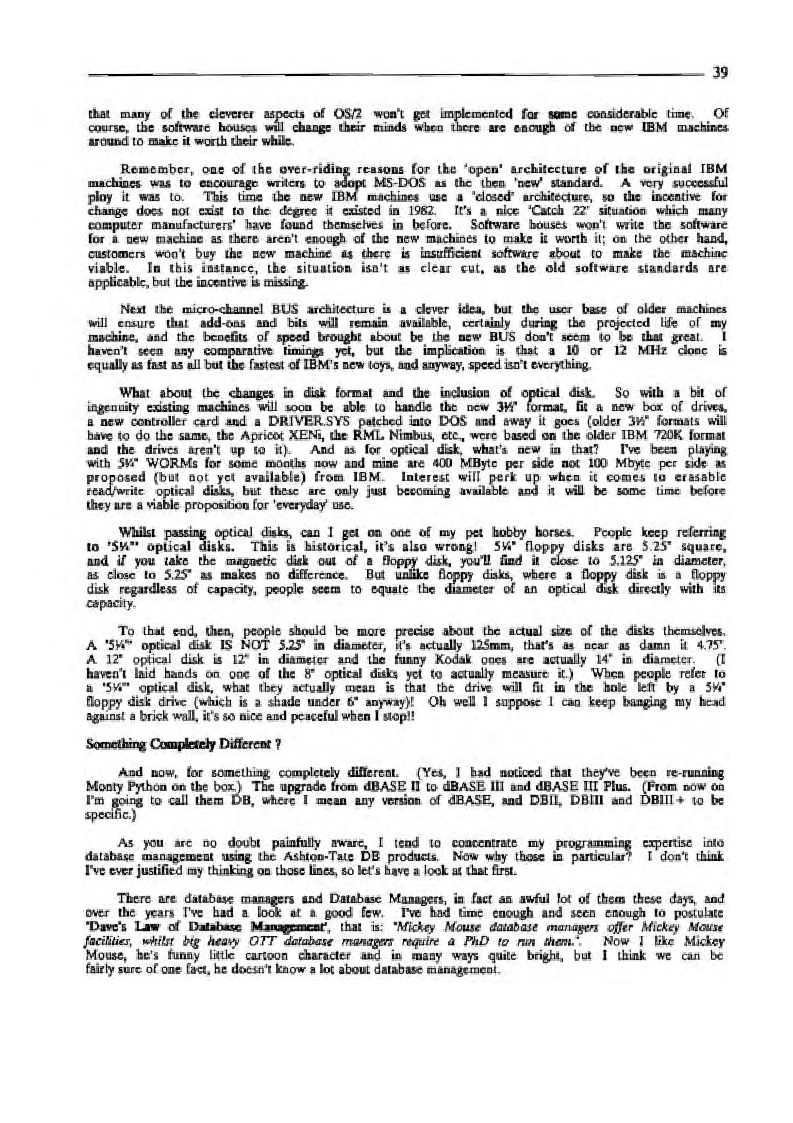 39
that many of the cleverer aspects of OS/2 won't get implemented for some considerable time. Of
course, the software houses will change their minds when there are enough of the new IBM machines
around to make it worth their while.
Remember, one of the over-riding reasons for the 'open' architecture of the original IBM
machines was to encourage writers to adopt MS-DOS as the then 'new' standard. A very successful
ploy it was to. This time the new IBM machines use a 'closed' architecture, so the incentive for
change does not exist to the degree it existed in 1982. It's a nice 'Catch 22' situation which many
computer manufacturers' have found themselves in before. Software houses won't write the software
for a new machine as there aren't enough of the new machines to make it worth it; on the other hand,
customers won't buy the new machine as there is insufficient software about to make the machine
viable. In this instance, the situation isn't as clear cut, as the old software standards are
applicable, but the incentive is missing.
Next the micro-channel BUS architecture is a clever idea, but the user base of older machines
will ensure that add-ons and bits will remain available, certainly during the projected life of my
machine, and the benefits of speed brought about be the new BUS don't seem to be that great. I
haven't seen any comparative timings yet, but the implication is that a 10 or 12 MHz clone is
equally as fast as all but the fastest of IBM's new toys, and anyway, speed isn't everything.
What about the changes in disk format and the inclusion of optical disk. So with a bit of
ingenuity existing machines will soon be able to handle the new 3½" format, fit a new box of drives,
a new controller card and a DRIVER.SYS patched into DOS and away it goes (older 3½" formats will
have to do the same, the Apricot XENi, the RML Nimbus, etc., were based on the older IBM 720K format
and the drives aren't up to it). And as for optical disk, what's new in that? I've been playing
with 5¼" WORMs for some months now and mine are 400 MByte per side not 100 Mbyte per side as
proposed (but not yet available) from IBM. Interest will perk up when it comes to erasable
read/write optical disks, but these are only just becoming available and it will be some time before
they are a viable proposition for 'everyday' use.
Whilst passing optical disks, can I get on one of my pet hobby horses. People keep referring
to '5¼"' optical disks. This is historical, it's also wrong! 5¼" floppy disks are 5.25" square,
and if you take the magnetic disk out of a floppy disk, you'll find it close to 5.125" in diameter,
as close to 5.25" as makes no difference. But unlike floppy disks, where a floppy disk is a floppy
disk regardless of capacity, people seem to equate the diameter of an optical disk directly with its
capacity.
To that end, then, people should be more precise about the actual size of the disks themselves.
A '5¼"' optical disk IS NOT 5.25" in diameter, it's actually 125mm, that's as near as damn it 4.75".
A 12" optical disk is 12" in diameter and the funny Kodak ones are actually 14" in diameter. (I
haven't laid hands on one of the 8" optical disks yet to actually measure it.) When people refer to
a '5¼"' optical disk, what they actually mean is that the drive will fit in the hole left by a 5¼"
floppy disk drive (which is a shade under 6" anyway)! Oh well I suppose I can keep banging my head
against a brick wall, it's so nice and peaceful when I stop!!
Something Completely Different ?
And now, for something completely different. (Yes, I had noticed that they've been re-running
Monty Python on the box.) The upgrade from dBASE II to dBASE III and dBASE III Plus. (From now on
I'm going to call them DB, where I mean any version of dBASE, and DBII, DBIII and DBIII+ to be
specific.)
As you are no doubt painfully aware, I tend to concentrate my programming expertise into
database management using the Ashton-Tate DB products. Now why those in particular? I don't think
I've ever justified my thinking on those lines, so let's have a look at that first.
There are database managers and Database Managers, in fact an awful lot of them these days, and
over the years I've had a look at a good few. I've had time enough and seen enough to postulate
'Dave's Law of Database Management', that is: 'Mickey Mouse database managers offer Mickey Mouse
facilities, whilst big heavy OTT database managers require a PhD to run them.'. Now I like Mickey
Mouse, he's funny little cartoon character and in many ways quite bright, but I think we can be
fairly sure of one fact, he doesn't know a lot about database management.